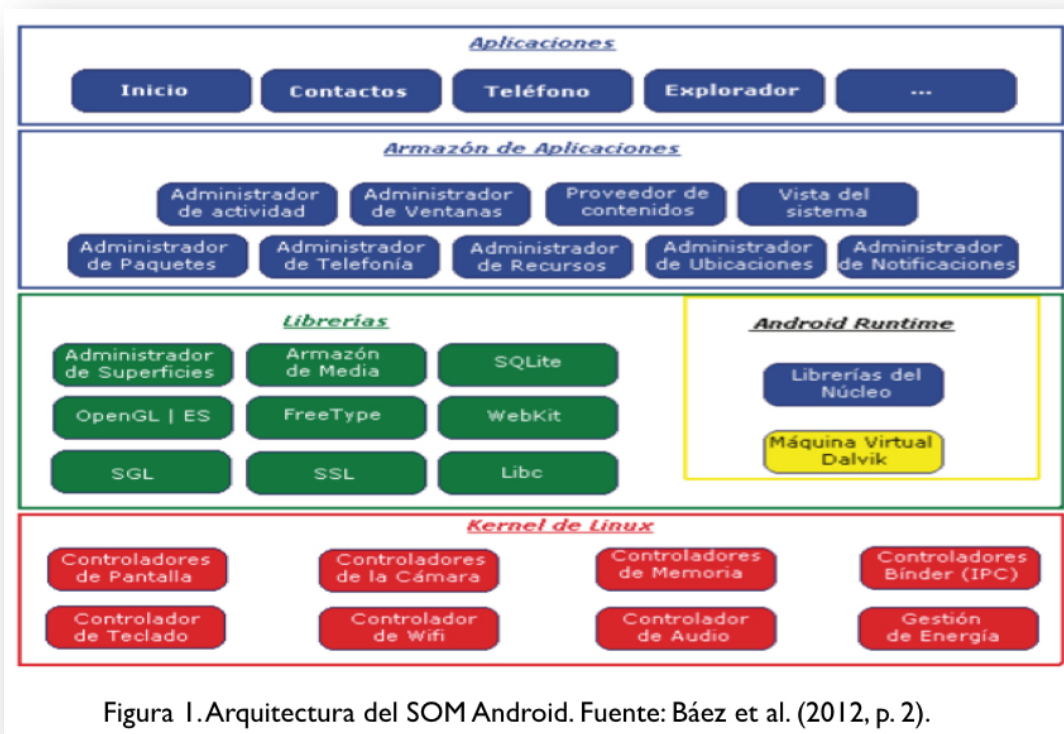 Aplicaciones
Inicio
Contactos
Teléfono
Explorador
...
Armazón de Aplicaciones
Administrador
de actividad
Administrador
de Ventanas
Proveedor de
contenidos
Vista del
sistema
Administrador
de Paquetes
Administrador
de Telefonía
Administrador
de Recursos
Administrador
de Ubicaciones
Administrador
de Notificaciones
Librerías
Administrador
de Superficies
Armazón
de Media
SQLite
OpenGL | ES
FreeType
WebKit
SGL
SSL
Libc
Android Runtime
Librerías del
Núcleo
Máquina Virtual
Dalvik
Kernel de Linux
Controladores
de Pantalla
Controladores
de la Cámara
Controladores
de Memoria
Controladores
Bínder (IPC)
Controlador
de Teclado
Controlador
de Wifi
Controlador
de Audio
Gestión
de Energía
Figura 1. Arquitectura del SOM Android. Fuente: Báez et al. (2012, p. 2).